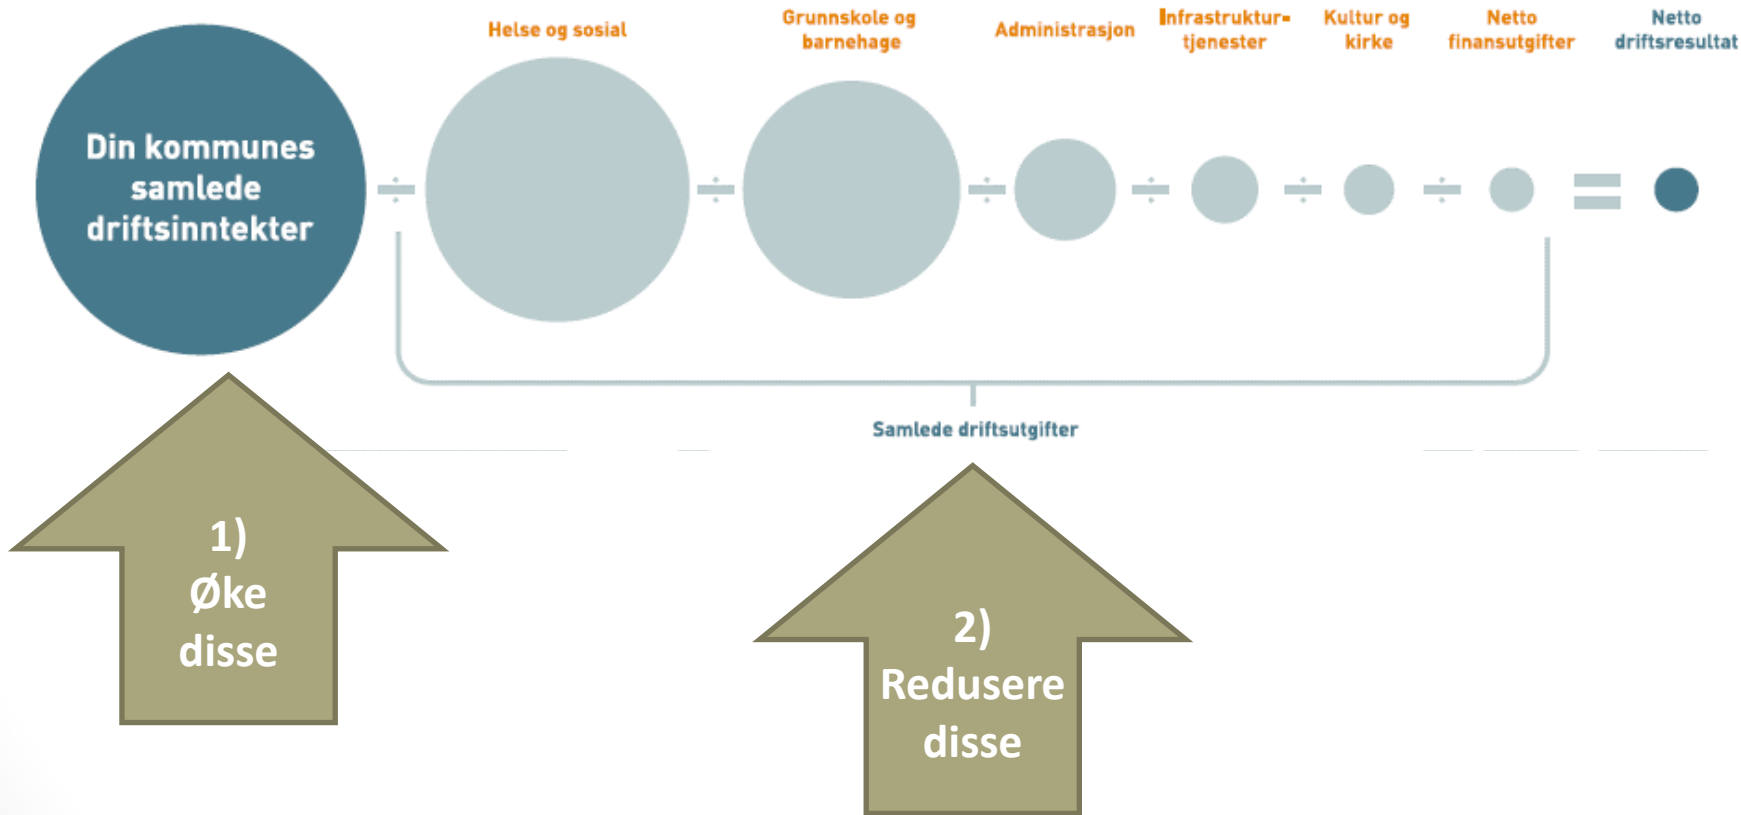 Helse og sosial
Grunnskole og
barnehage
Administrasjon
Infrastruktur-
tjenester
Kultur og
kirke
Netto
finansutgifter
Netto
driftsresultat
Din kommunes
samlede
driftsinntekter
÷ ÷ ÷ ÷ ÷ ÷ =
Samlede driftsutgifter
1)
Øke
disse
2)
Redusere
disse